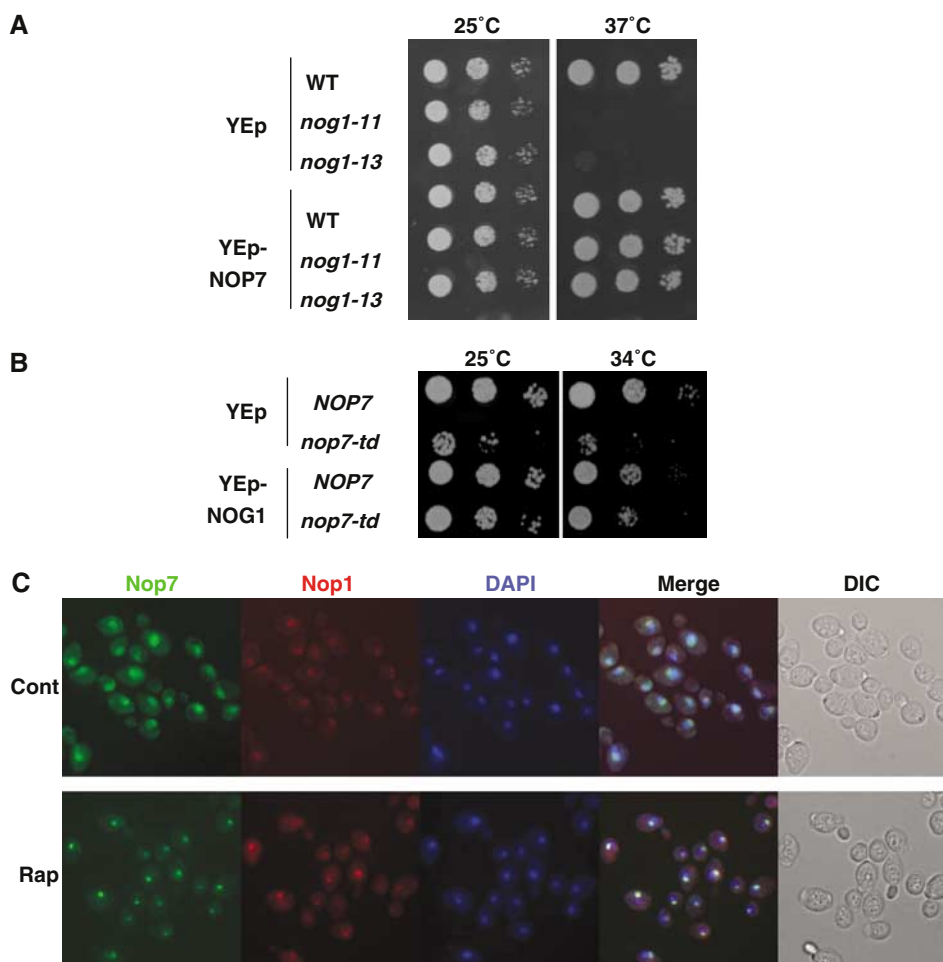 A
25˚C 37˚C
YEp
WT
nog1-11
nog1-13
YEp-
NOP7
WT
nog1-11
nog1-13
B
25˚C 34˚C
YEp
NOP7
nop7-td
YEp-
NOG1
NOP7
nop7-td
C
Nop7 Nop1 DAPI Merge DIC
Cont
Rap